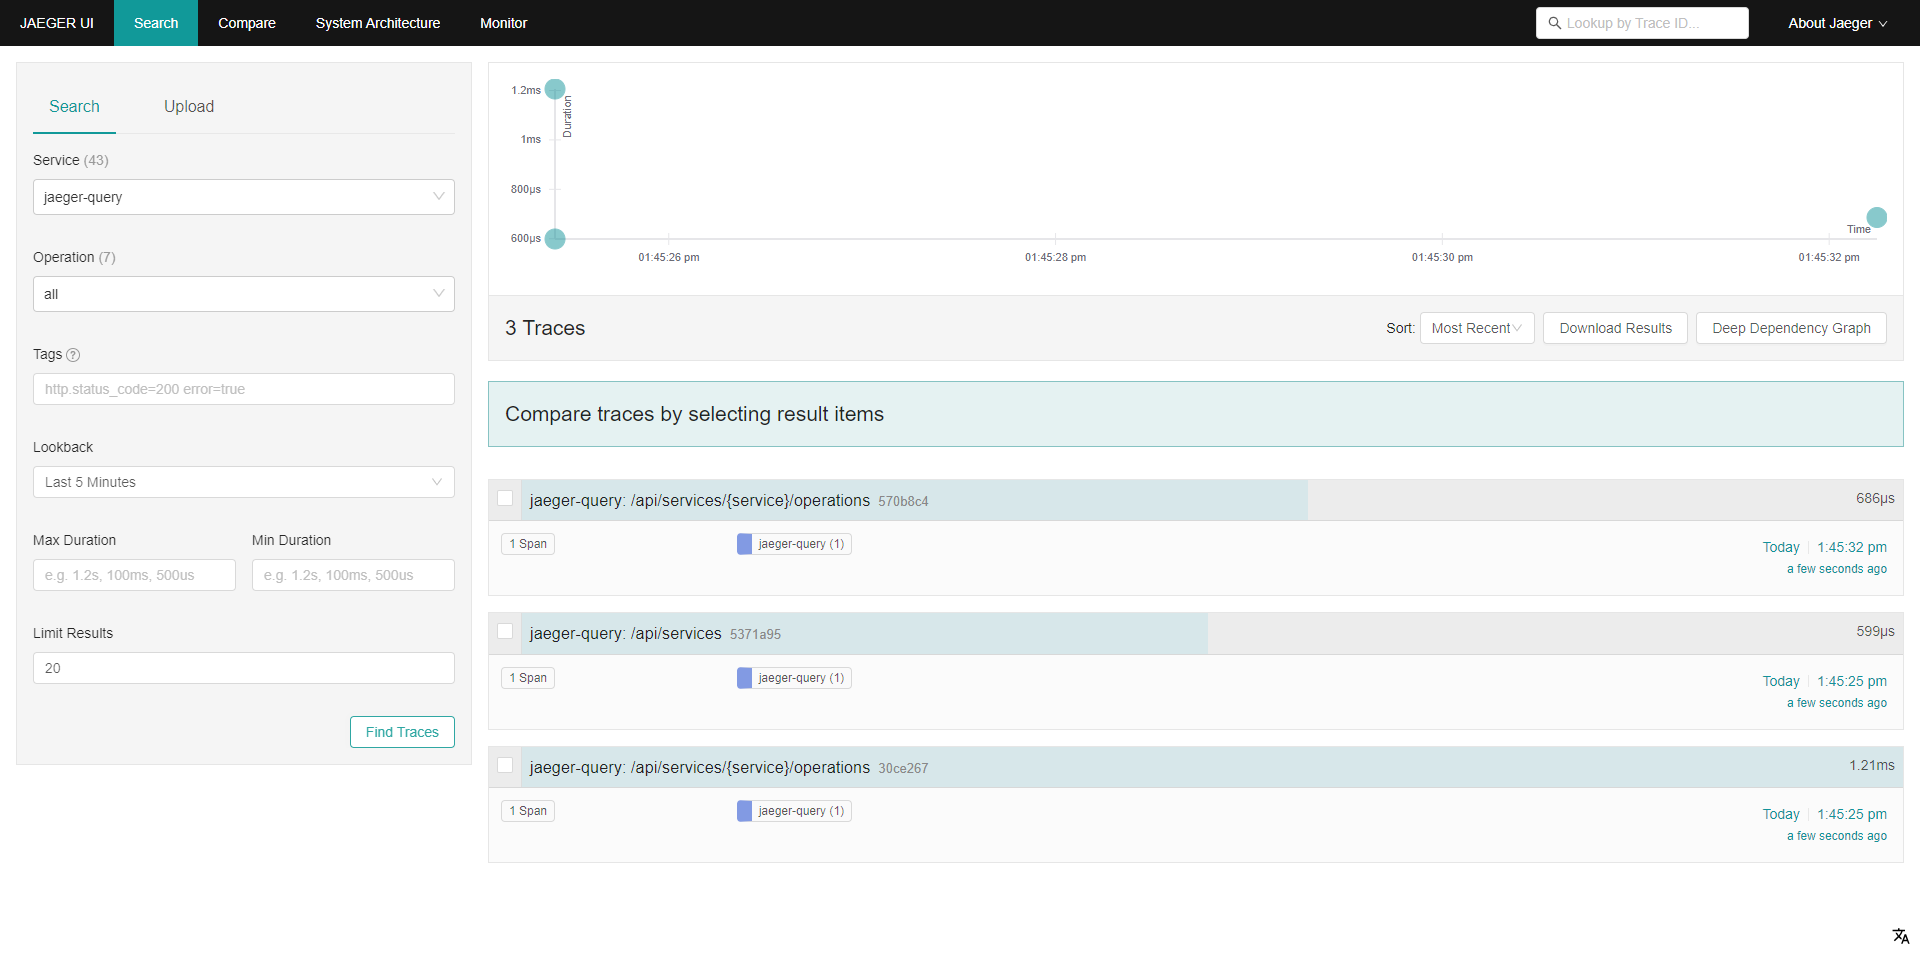 JAEGER UI Search Compare System Architecture Monitor Lookup by Trace ID... About Jaeger
Search Upload
Service (43)
jaeger-query
Operation (7)
all
Tags ?
http.status_code=200 error=true
Lookback
Last 5 Minutes
Max Duration Min Duration
e.g. 1.2s, 100ms, 500us e.g. 1.2s, 100ms, 500us
Limit Results
20
Find Traces
1.2ms
1ms
800μs
600μs
Duration
Time
01:45:26 pm 01:45:28 pm 01:45:30 pm 01:45:32 pm
3 Traces Sort: Most Recent Download Results Deep Dependency Graph
Compare traces by selecting result items
jaeger-query: /api/services/{service}/operations 570b8c4 686μs
1 Span jaeger-query (1) Today 1:45:32 pm
a few seconds ago
jaeger-query: /api/services 5371a95 599μs
1 Span jaeger-query (1) Today 1:45:25 pm
a few seconds ago
jaeger-query: /api/services/{service}/operations 30ce267 1.21ms
1 Span jaeger-query (1) Today 1:45:25 pm
a few seconds ago